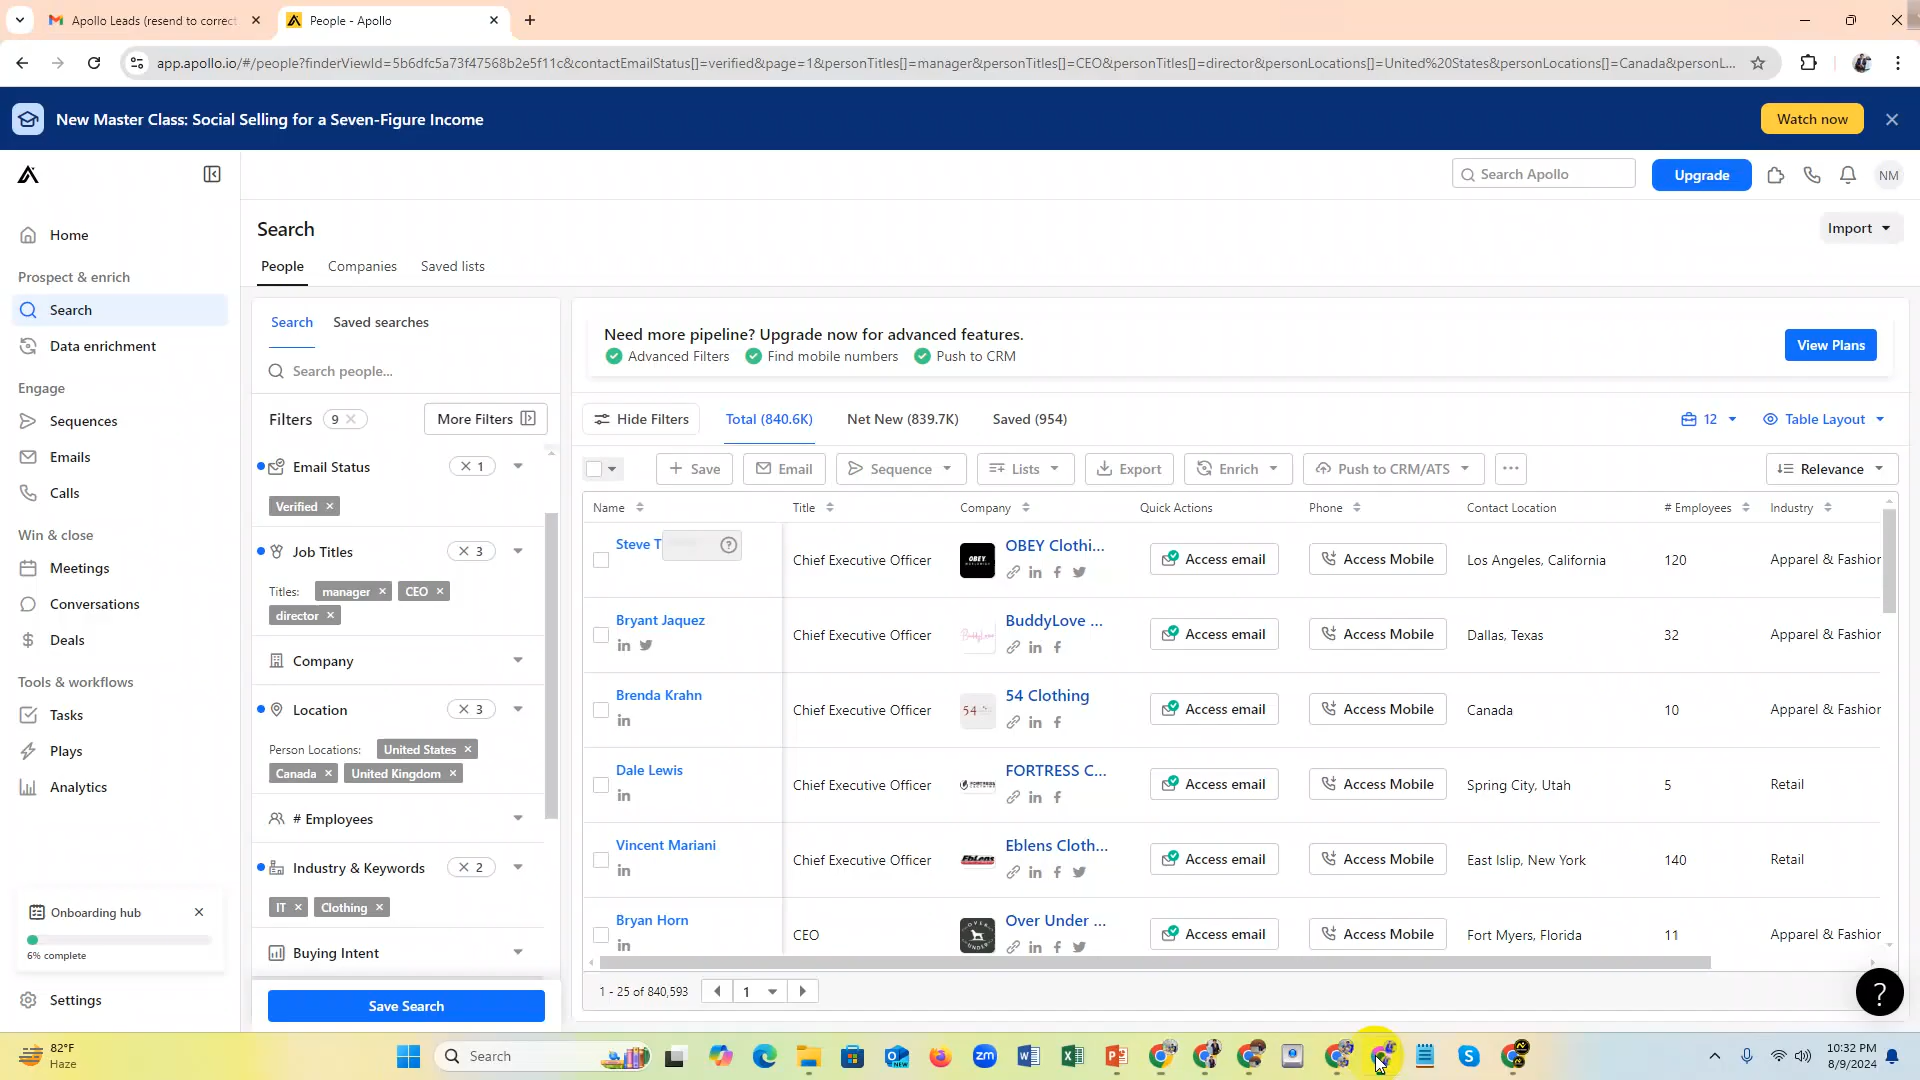 Apollo Leads (resend to correct
People - Apollo
app.apollo.io/#/people?finderViewId=5b6dfc5a73f47568b2e5f11c&contactEmailStatus[]=verified&page=1&personTitles[]=manager&personTitles[]=CEO&personTitles[]=director&personLocations[]=United%20States&personLocations[]=Canada&personL...
New Master Class: Social Selling for a Seven-Figure Income
Watch now
Search Apollo
Upgrade
NM
Home
Prospect & enrich
Search
Data enrichment
Engage
Sequences
Emails
Calls
Win & close
Meetings
Conversations
Deals
Tools & workflows
Tasks
Plays
Analytics
Onboarding hub
6% complete
Settings
Search
Import
People Companies Saved lists
Search Saved searches
Search people...
Filters 9 More Filters
Email Status 1
Verified
Job Titles 3
Titles: manager CEO
director
Company
Location 3
Person Locations: United States
Canada United Kingdom
# Employees
Industry & Keywords 2
IT Clothing
Buying Intent
Save Search
Need more pipeline? Upgrade now for advanced features.
Advanced Filters Find mobile numbers Push to CRM
View Plans
Hide Filters Total (840.6K) Net New (839.7K) Saved (954) 12 Table Layout
Save Email Sequence Lists Export Enrich Push to CRM/ATS Relevance
Name Title Company Quick Actions Phone Contact Location # Employees Industry
Steve T Chief Executive Officer OBEY OBEY Clothi... Access email Access Mobile Los Angeles, California 120 Apparel & Fashion
Bryant Jaquez Chief Executive Officer BuddyLove BuddyLove ... Access email Access Mobile Dallas, Texas 32 Apparel & Fashion
Brenda Krahn Chief Executive Officer 54 54 Clothing Access email Access Mobile Canada 10 Apparel & Fashion
Dale Lewis Chief Executive Officer FORTRESS FORTRESS C... Access email Access Mobile Spring City, Utah 5 Retail
Vincent Mariani Chief Executive Officer Eblens Eblens Cloth... Access email Access Mobile East Islip, New York 140 Retail
Bryan Horn CEO OVER UNDER Over Under ... Access email Access Mobile Fort Myers, Florida 11 Apparel & Fashion
1 - 25 of 840,593 1
?
82°F
Haze
Search
zm
10:32 PM
8/9/2024